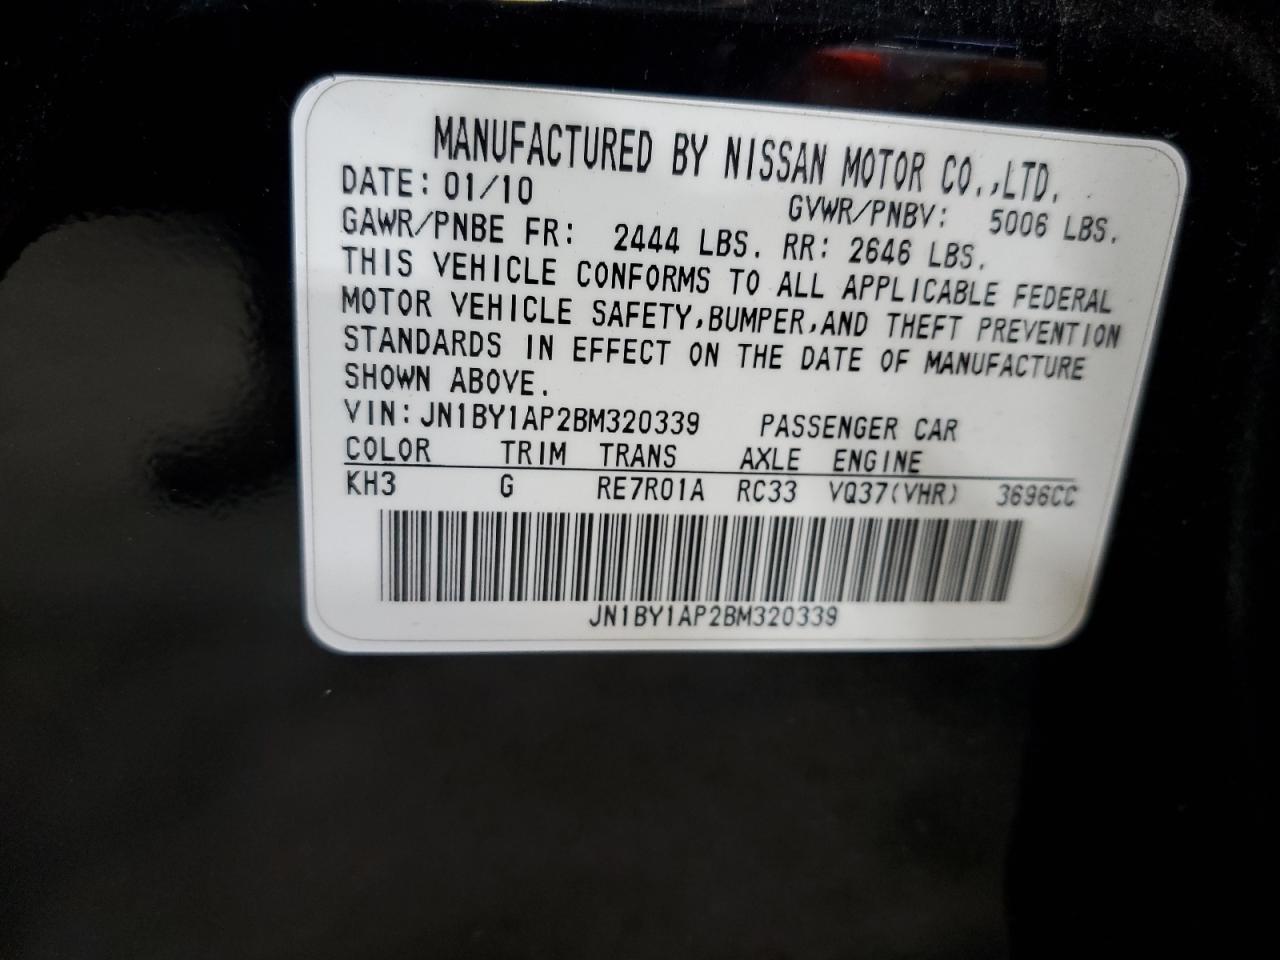 MANUFACTURED BY NISSAN MOTOR CO.,LTD.
DATE: 01/10 GVWR/PNBV: 5006 LBS.
GAWR/PNBE FR: 2444 LBS. RR: 2646 LBS.
THIS VEHICLE CONFORMS TO ALL APPLICABLE FEDERAL
MOTOR VEHICLE SAFETY,BUMPER,AND THEFT PREVENTION
STANDARDS IN EFFECT ON THE DATE OF MANUFACTURE
SHOWN ABOVE.
VIN: JN1BY1AP2BM320339 PASSENGER CAR
COLOR TRIM TRANS AXLE ENGINE
KH3 G RE7R01A RC33 VQ37(VHR) 3696CC
JN1BY1AP2BM320339